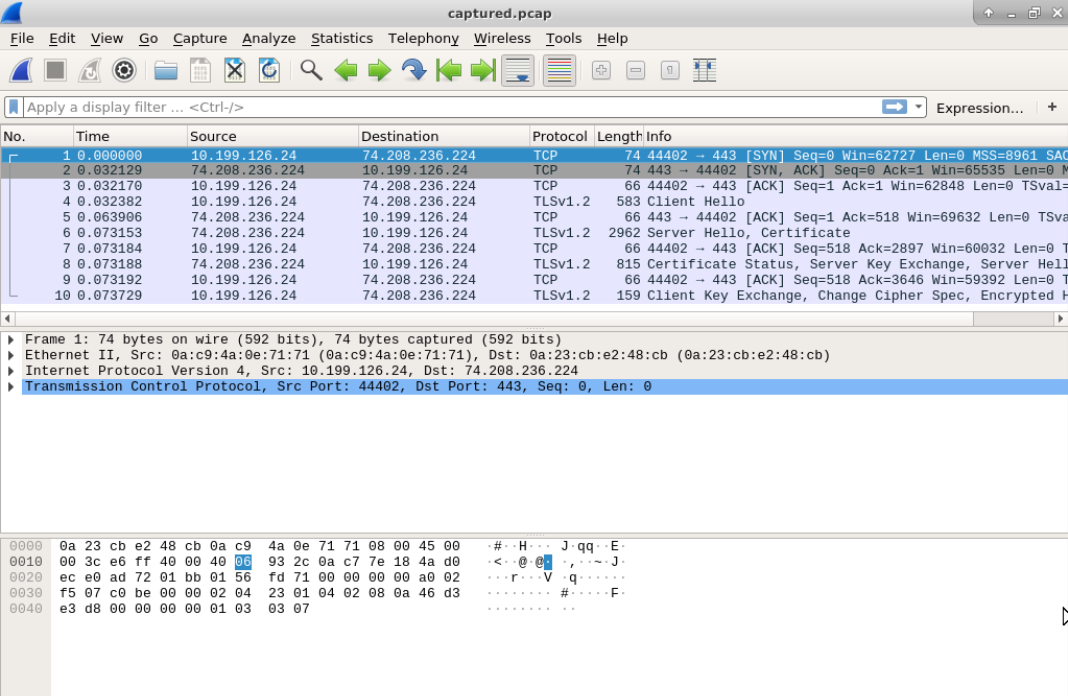 captured.pcap
File Edit View Go Capture Analyze Statistics Telephony Wireless Tools Help
Apply a display filter ... <Ctrl-/> Expression... +
No. Time Source Destination Protocol Length Info
1 0.000000 10.199.126.24 74.208.236.224 TCP 74 44402 → 443 [SYN] Seq=0 Win=62727 Len=0 MSS=8961 SAC
2 0.032129 74.208.236.224 10.199.126.24 TCP 74 443 → 44402 [SYN, ACK] Seq=0 Ack=1 Win=65535 Len=0 M
3 0.032170 10.199.126.24 74.208.236.224 TCP 66 44402 → 443 [ACK] Seq=1 Ack=1 Win=62848 Len=0 TSval=
4 0.032382 10.199.126.24 74.208.236.224 TLSv1.2 583 Client Hello
5 0.063906 74.208.236.224 10.199.126.24 TCP 66 443 → 44402 [ACK] Seq=1 Ack=518 Win=69632 Len=0 TSva
6 0.073153 74.208.236.224 10.199.126.24 TLSv1.2 2962 Server Hello, Certificate
7 0.073184 10.199.126.24 74.208.236.224 TCP 66 44402 → 443 [ACK] Seq=518 Ack=2897 Win=60032 Len=0 T
8 0.073188 74.208.236.224 10.199.126.24 TLSv1.2 815 Certificate Status, Server Key Exchange, Server Hell
9 0.073192 10.199.126.24 74.208.236.224 TCP 66 44402 → 443 [ACK] Seq=518 Ack=3646 Win=59392 Len=0 T
10 0.073729 10.199.126.24 74.208.236.224 TLSv1.2 159 Client Key Exchange, Change Cipher Spec, Encrypted H
Frame 1: 74 bytes on wire (592 bits), 74 bytes captured (592 bits)
Ethernet II, Src: 0a:c9:4a:0e:71:71 (0a:c9:4a:0e:71:71), Dst: 0a:23:cb:e2:48:cb (0a:23:cb:e2:48:cb)
Internet Protocol Version 4, Src: 10.199.126.24, Dst: 74.208.236.224
Transmission Control Protocol, Src Port: 44402, Dst Port: 443, Seq: 0, Len: 0
0000 0a 23 cb e2 48 cb 0a c9 4a 0e 71 71 08 00 45 00 ·#··H··· J·qq··E·
0010 00 3c e6 ff 40 00 40 06 93 2c 0a c7 7e 18 4a d0 ·<··@·@· ·,··~·J·
0020 ec e0 ad 72 01 bb 01 56 fd 71 00 00 00 00 a0 02 ···r···V ·q······
0030 f5 07 c0 be 00 00 02 04 23 01 04 02 08 0a 46 d3 ········ #·····F·
0040 e3 d8 00 00 00 00 01 03 03 07 ········ ··